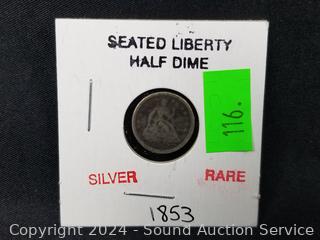 SEATED LIBERTY
HALF DIME
116.
SILVER
RARE
1853
Copyright 2024 - Sound Auction Service